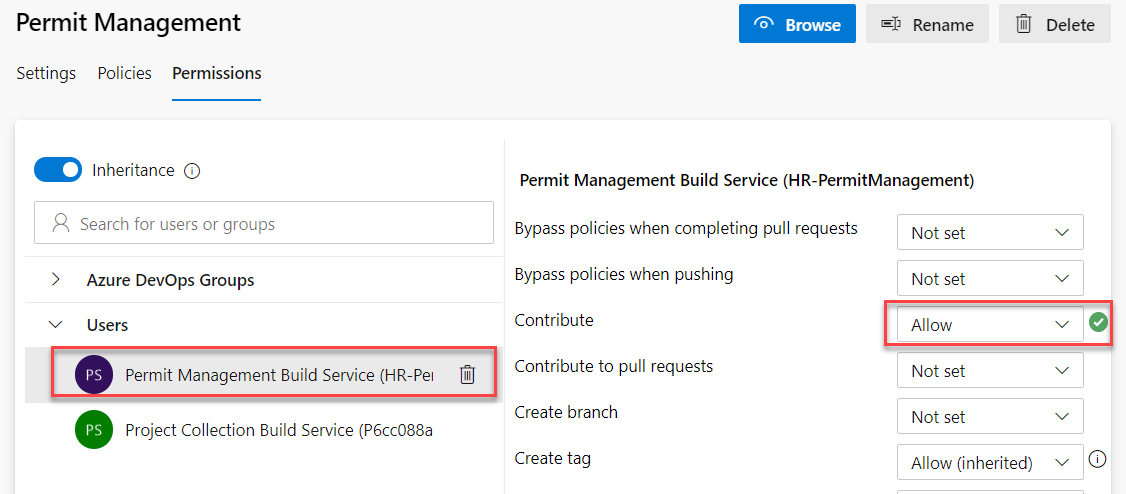 Permit Management
Browse
Rename
Delete
Settings
Policies
Permissions
Inheritance
Search for users or groups
Azure DevOps Groups
Users
PS
Permit Management Build Service (HR-Per
PS
Project Collection Build Service (P6cc088a
Permit Management Build Service (HR-PermitManagement)
Bypass policies when completing pull requests
Not set
Bypass policies when pushing
Not set
Contribute
Allow
Contribute to pull requests
Not set
Create branch
Not set
Create tag
Allow (inherited)